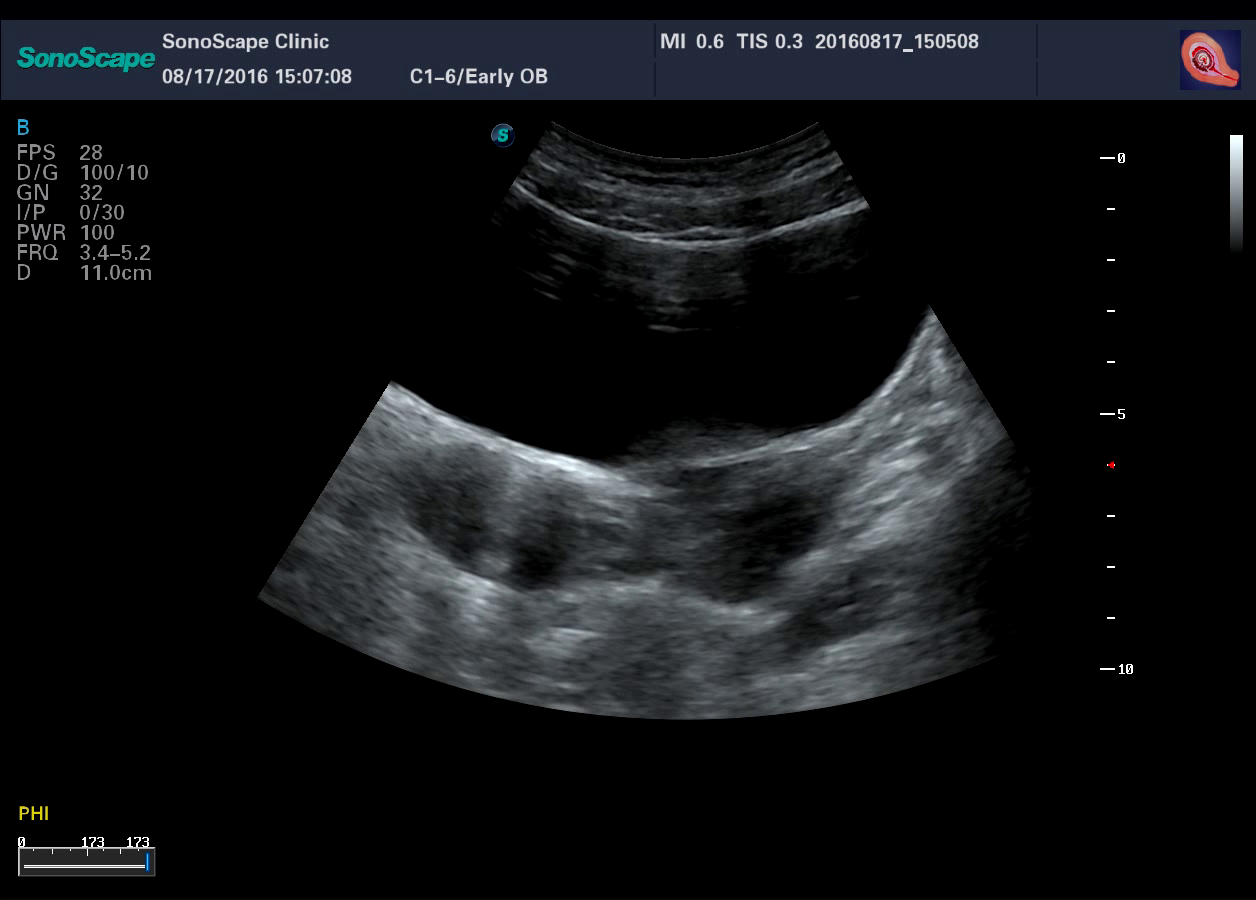 SonoScape
SonoScape Clinic
MI 0.6 TIS 0.3 20160817_150508
08/17/2016 15:07:08 C1-6/Early OB
S
B
FPS 28
D/G 100/10
GN 32
I/P 0/30
PWR 100
FRQ 3.4-5.2
D 11.0cm
0
5
10
PHI
0 173 173